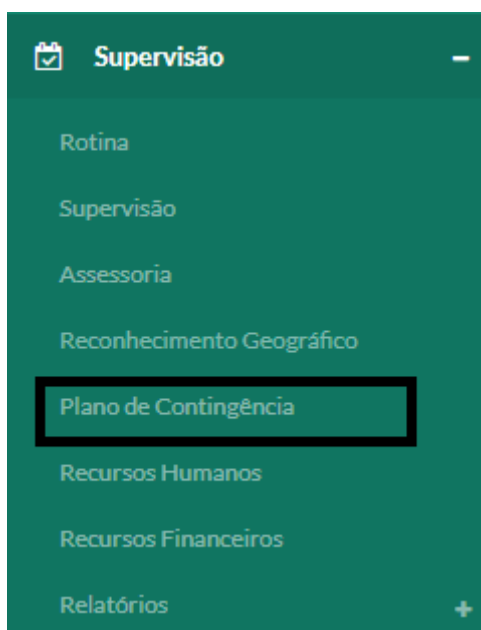 Supervisão
Rotina
Supervisão
Assessoria
Reconhecimento Geográfico
Plano de Contingência
Recursos Humanos
Recursos Financeiros
Relatórios